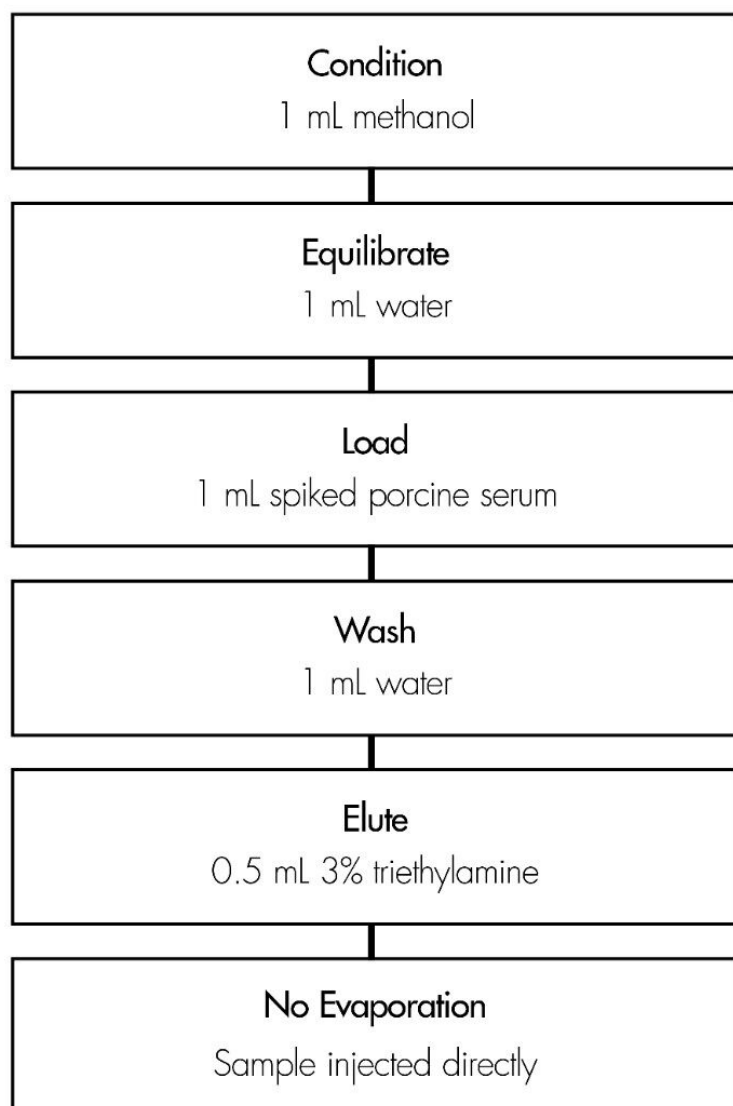 Condition
1 mL methanol
Equilibrate
1 mL water
Load
1 mL spiked porcine serum
Wash
1 mL water
Elute
0.5 mL 3% triethylamine
No Evaporation
Sample injected directly